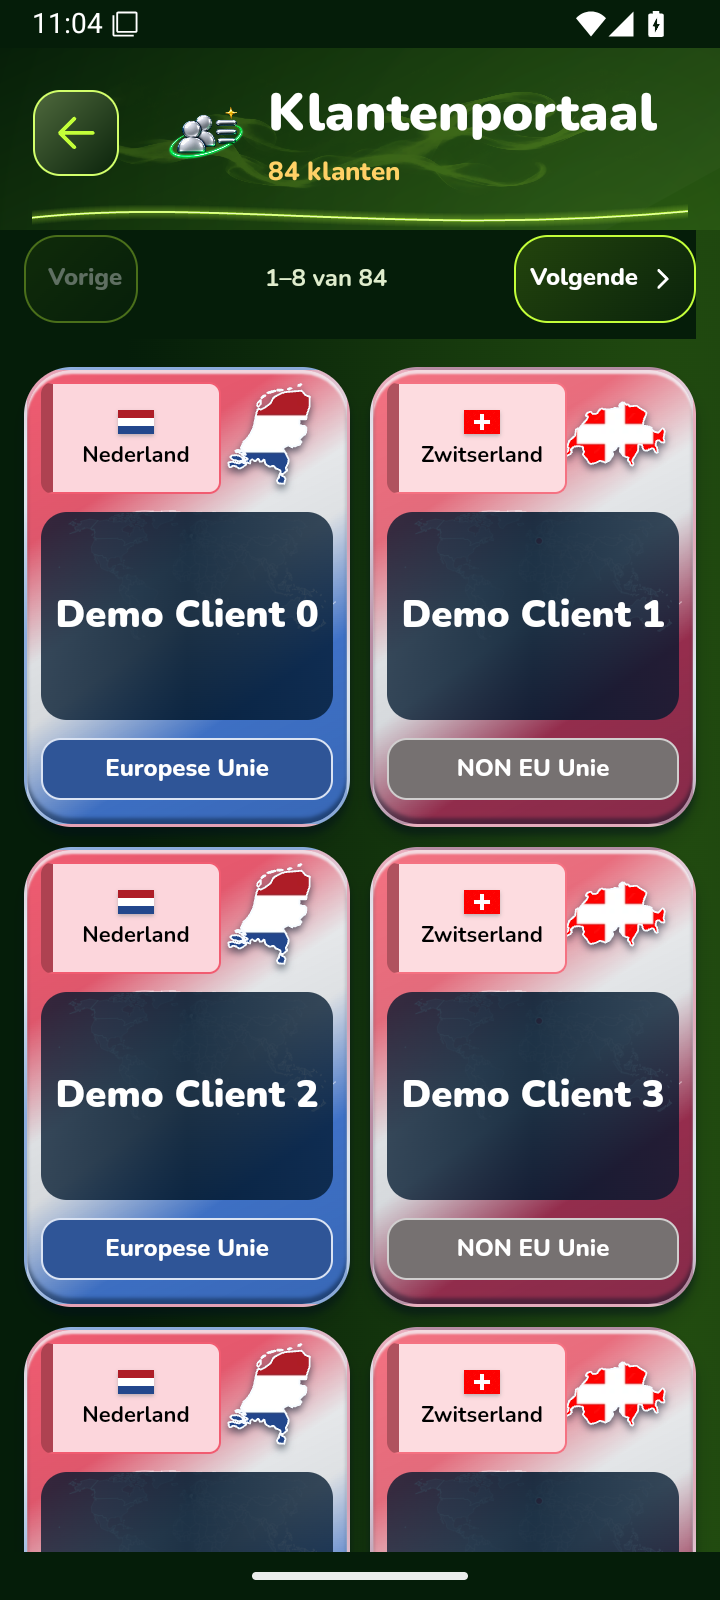 11:04
Klantenportaal
84 klanten
Vorige
1–8 van 84
Volgende
Nederland
Zwitserland
Demo Client 0
Demo Client 1
Europese Unie
NON EU Unie
Nederland
Zwitserland
Demo Client 2
Demo Client 3
Europese Unie
NON EU Unie
Nederland
Zwitserland